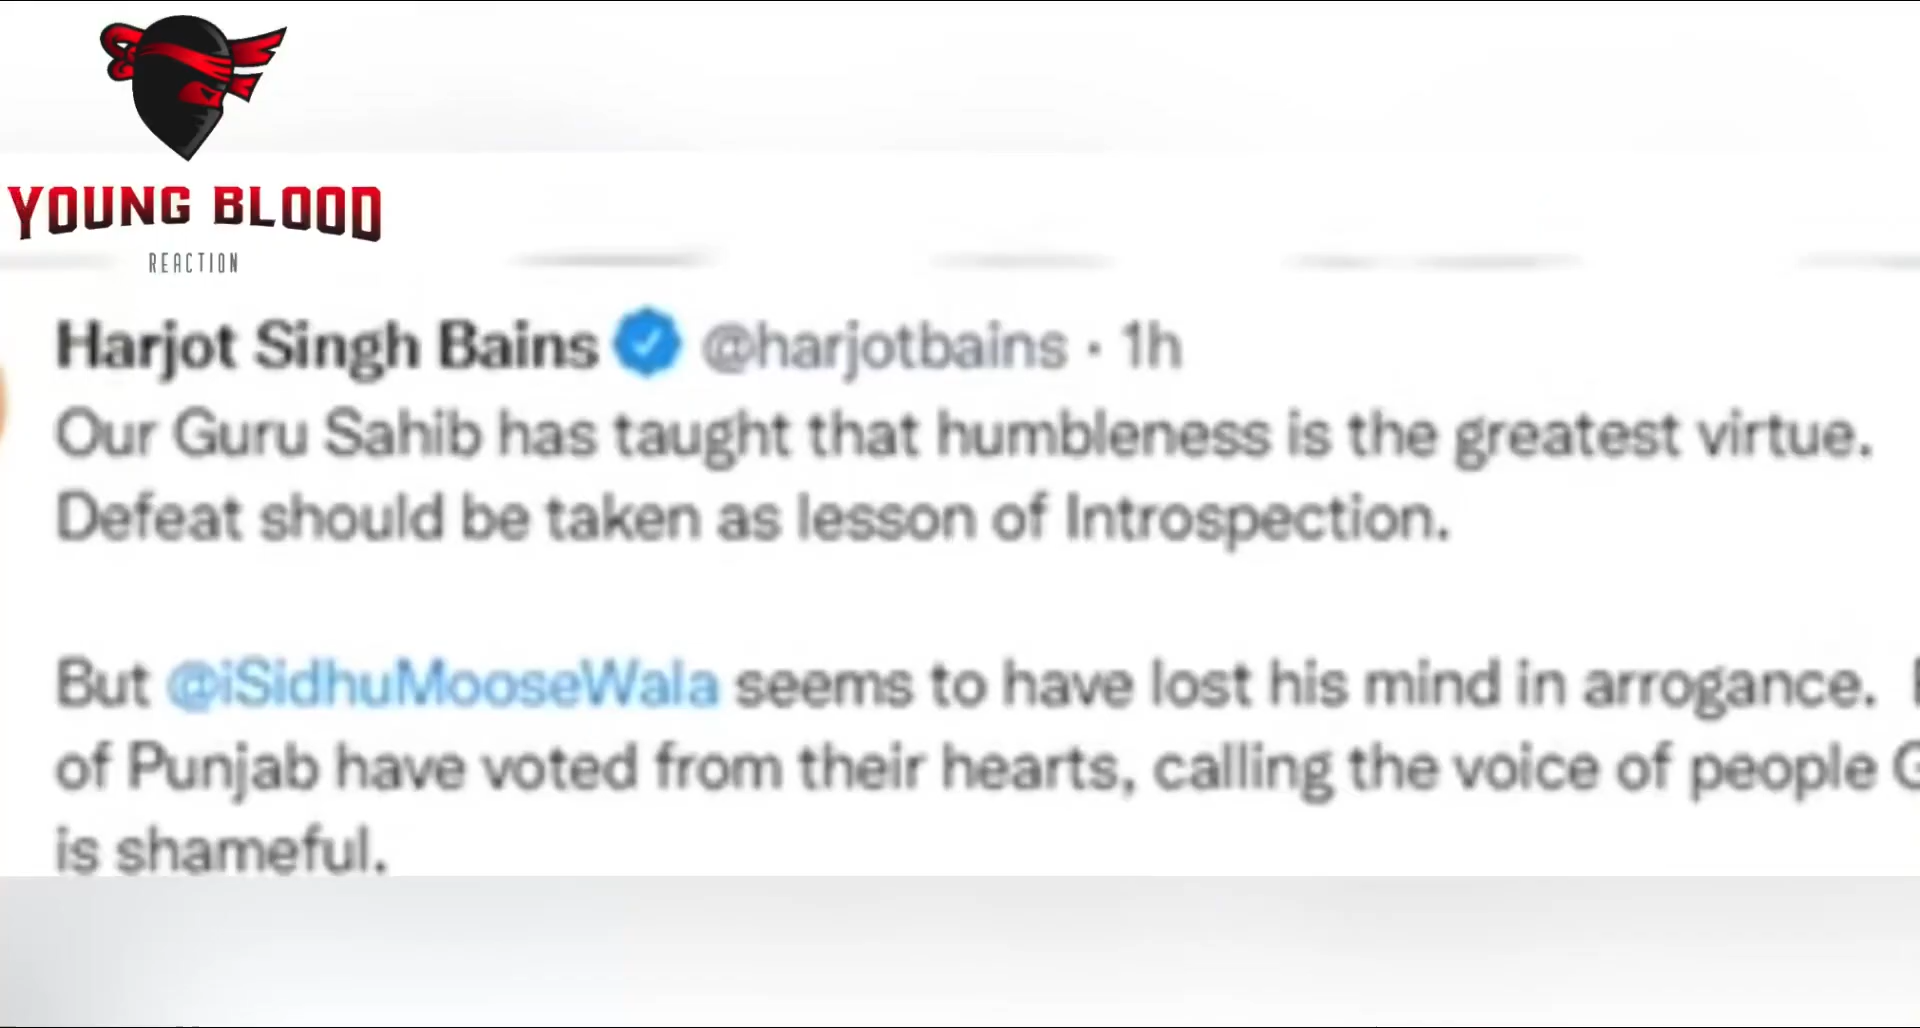 YOUNG BLOOD
REACTION
Harjot Singh Bains @harjotbains · 1h
Our Guru Sahib has taught that humbleness is the greatest virtue.
Defeat should be taken as lesson of Introspection.
But @iSidhuMooseWala seems to have lost his mind in arrogance.
of Punjab have voted from their hearts, calling the voice of people
is shameful.